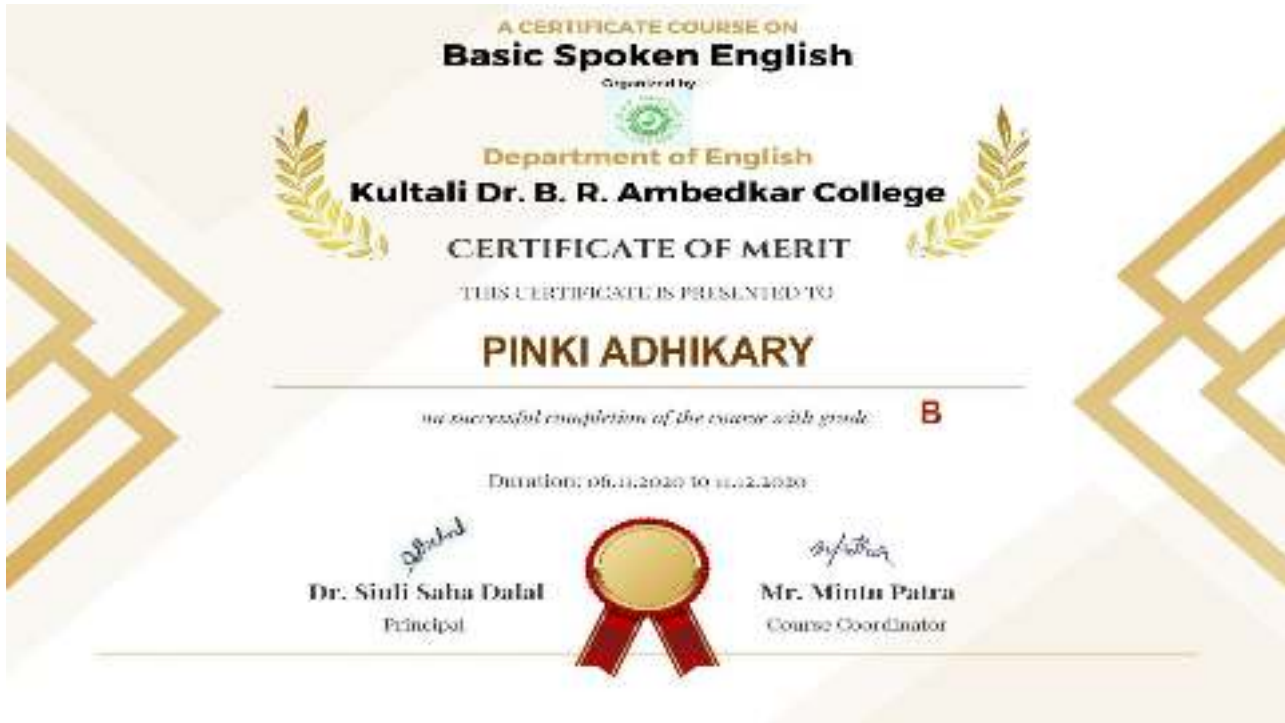 A CERTIFICATE COURSE ON
Basic Spoken English
Organized by
Department of English
Kultali Dr. B. R. Ambedkar College
CERTIFICATE OF MERIT
THIS CERTIFICATE IS PRESENTED TO
PINKI ADHIKARY
on successful completion of the course with grade B
Duration: 06.11.2020 to 11.12.2020
Dr. Siuli Saha Dalal
Mr. Mintu Patra
Principal
Course Coordinator